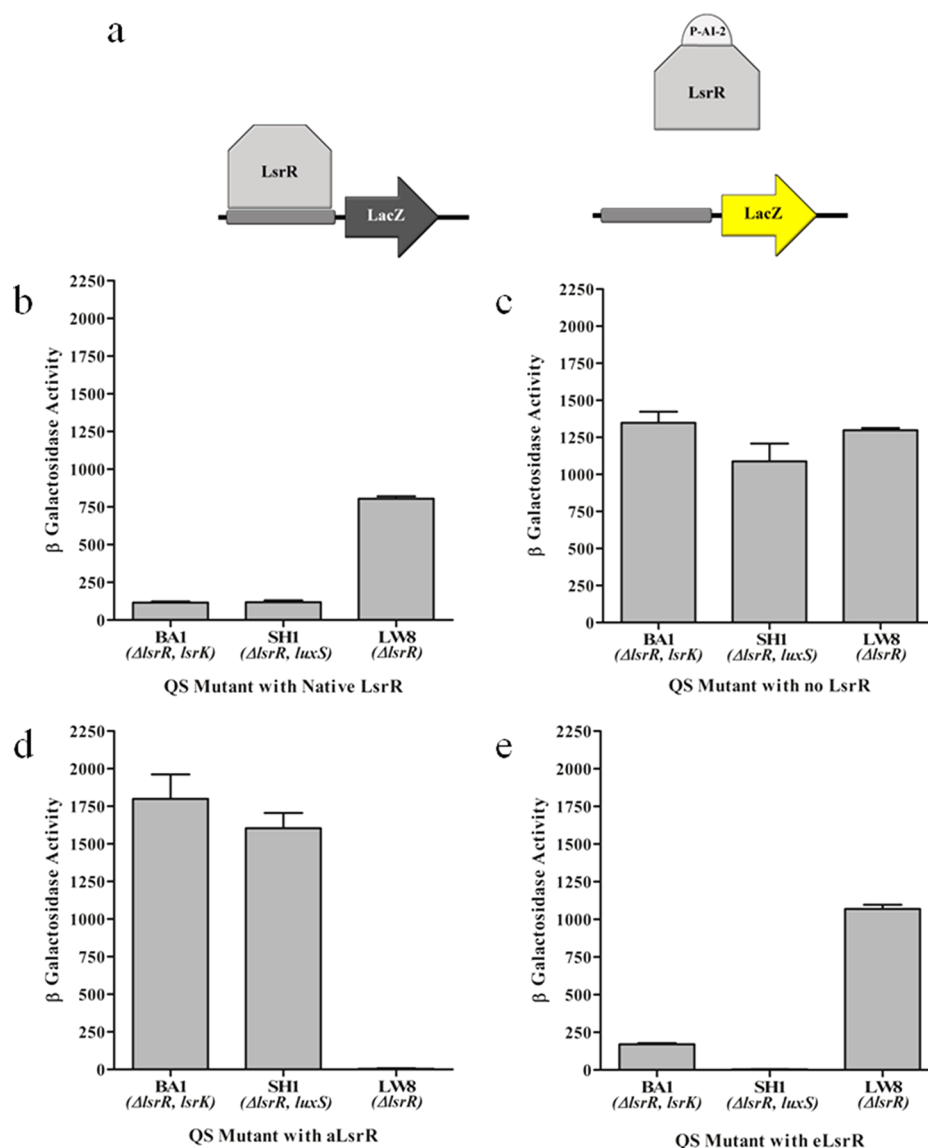 a
P-AI-2
LsrR
LsrR
LacZ
LacZ
b
β Galactosidase Activity
2250
2000
1750
1500
1250
1000
750
500
250
0
BA1
(ΔlsrR, lsrK)
SH1
(ΔlsrR, luxS)
LW8
(ΔlsrR)
QS Mutant with Native LsrR
c
β Galactosidase Activity
2250
2000
1750
1500
1250
1000
750
500
250
0
BA1
(ΔlsrR, lsrK)
SH1
(ΔlsrR, luxS)
LW8
(ΔlsrR)
QS Mutant with no LsrR
d
β Galactosidase Activity
2250
2000
1750
1500
1250
1000
750
500
250
0
BA1
(ΔlsrR, lsrK)
SH1
(ΔlsrR, luxS)
LW8
(ΔlsrR)
QS Mutant with aLsrR
e
β Galactosidase Activity
2250
2000
1750
1500
1250
1000
750
500
250
0
BA1
(ΔlsrR, lsrK)
SH1
(ΔlsrR, luxS)
LW8
(ΔlsrR)
QS Mutant with eLsrR